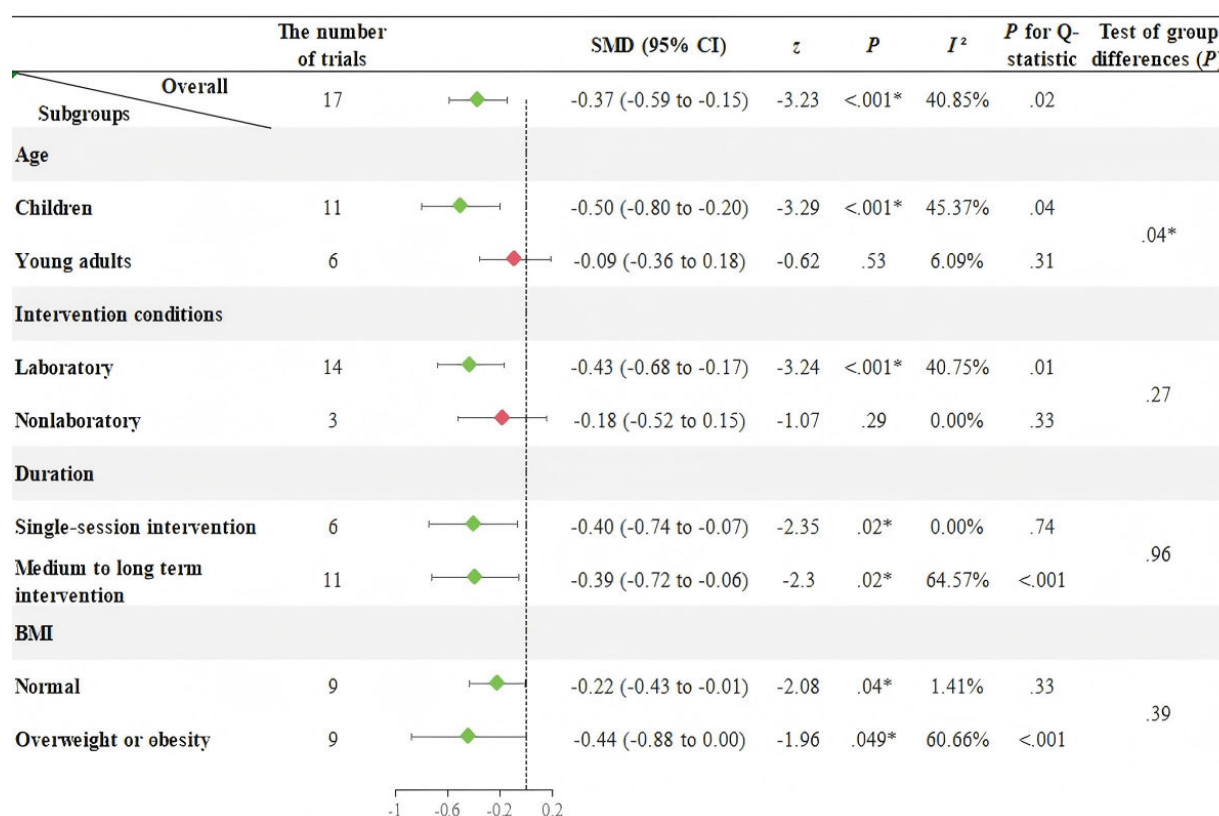 The number of trials SMD (95% CI) z P I² P for Q-statistic Test of group differences (P)
Overall
Subgroups 17 -0.37 (-0.59 to -0.15) -3.23 <.001* 40.85% .02
Age
Children 11 -0.50 (-0.80 to -0.20) -3.29 <.001* 45.37% .04
.04*
Young adults 6 -0.09 (-0.36 to 0.18) -0.62 .53 6.09% .31
Intervention conditions
Laboratory 14 -0.43 (-0.68 to -0.17) -3.24 <.001* 40.75% .01
.27
Nonlaboratory 3 -0.18 (-0.52 to 0.15) -1.07 .29 0.00% .33
Duration
Single-session intervention 6 -0.40 (-0.74 to -0.07) -2.35 .02* 0.00% .74
.96
Medium to long term intervention 11 -0.39 (-0.72 to -0.06) -2.3 .02* 64.57% <.001
BMI
Normal 9 -0.22 (-0.43 to -0.01) -2.08 .04* 1.41% .33
.39
Overweight or obesity 9 -0.44 (-0.88 to 0.00) -1.96 .049* 60.66% <.001
-1 -0.6 -0.2 0.2